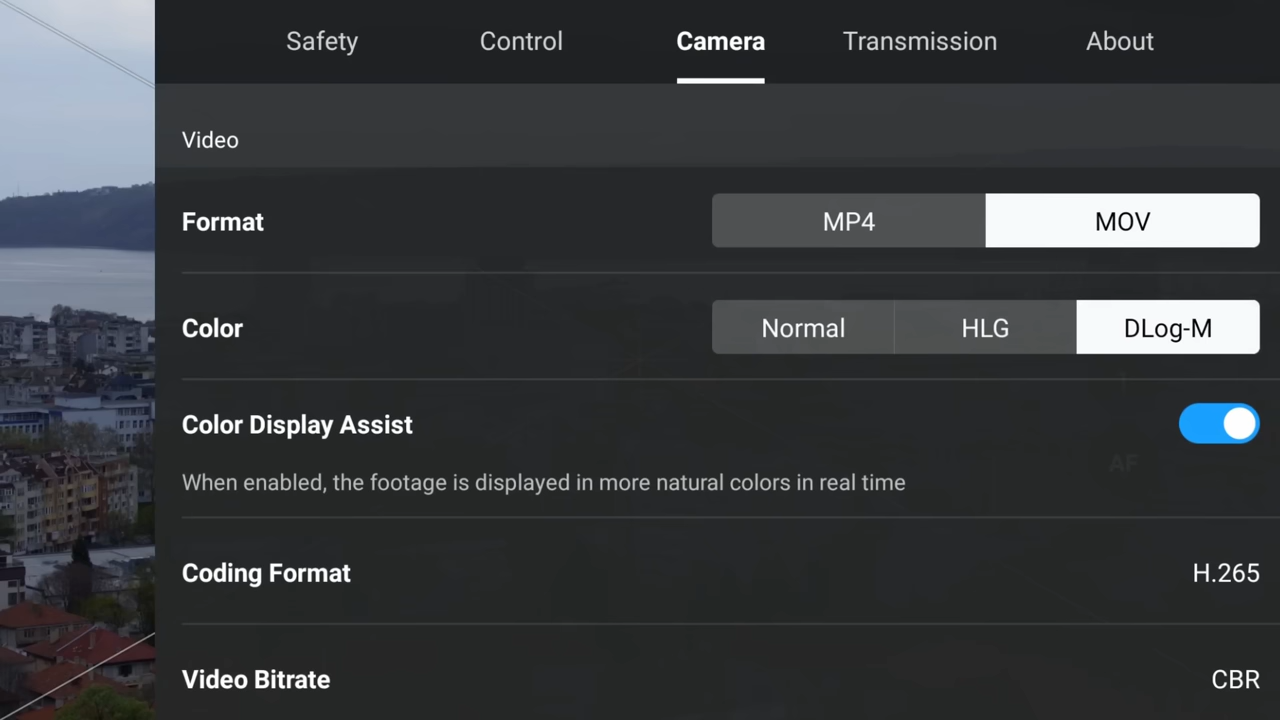 Safety Control Camera Transmission About
Video
Format MP4 MOV
Color Normal HLG DLog-M
Color Display Assist
AF
When enabled, the footage is displayed in more natural colors in real time
Coding Format H.265
Video Bitrate CBR